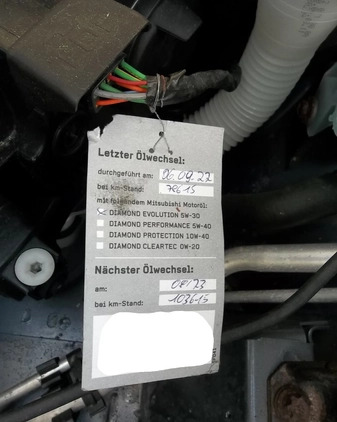 Letzter Ölwechsel:
durchgeführt am: 06.09.22
bei km-Stand: 78615
mit folgendem Mitsubishi Motoröl:
DIAMOND EVOLUTION 5W-30
DIAMOND PERFORMANCE 5W-40
DIAMOND PROTECTION 10W-40
DIAMOND CLEARTEC 0W-20
Nächster Ölwechsel:
am: 09/23
bei km-Stand: 103615